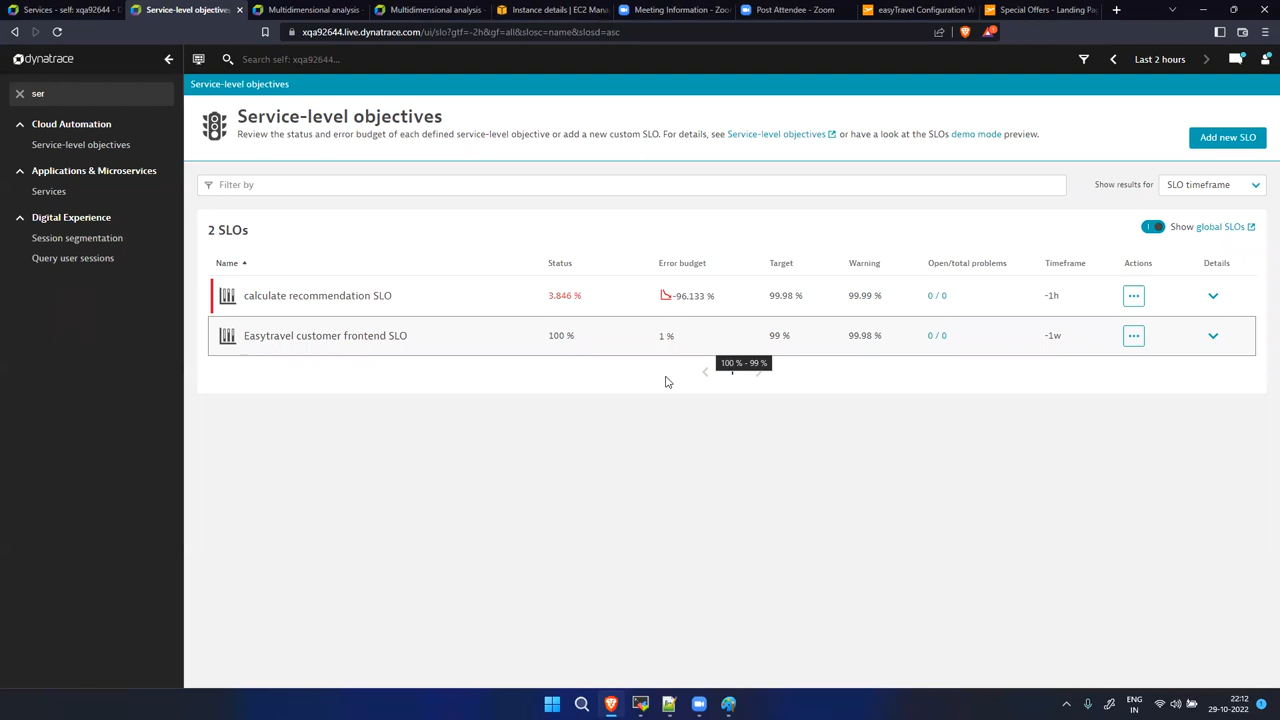 Services - self: xqa92644 - D
Service-level objectives
Multidimensional analysis
Multidimensional analysis
Instance details | EC2 Man
Meeting Information - Zoo
Post Attendee - Zoom
easyTravel Configuration W
Special Offers - Landing Pa
xqa92644.live.dynatrace.com/ui/slo?gtf=-2h&gf=all&slosc=name&slosd=asc
dynatrace
Search self: xqa92644...
Last 2 hours
ser
Cloud Automation
Service-level objectives
Applications & Microservices
Services
Digital Experience
Session segmentation
Query user sessions
Service-level objectives
Service-level objectives
Review the status and error budget of each defined service-level objective or add a new custom SLO. For details, see Service-level objectives or have a look at the SLOs demo mode preview.
Add new SLO
Filter by
Show results for SLO timeframe
2 SLOs
Show global SLOs
Name Status Error budget Target Warning Open/total problems Timeframe Actions Details
calculate recommendation SLO 3.846 % -96.133 % 99.98 % 99.99 % 0 / 0 -1h
Easytravel customer frontend SLO 100 % 1 % 99 % 99.98 % 0 / 0 -1w
100 % - 99 %
ENG
IN
22:12
29-10-2022